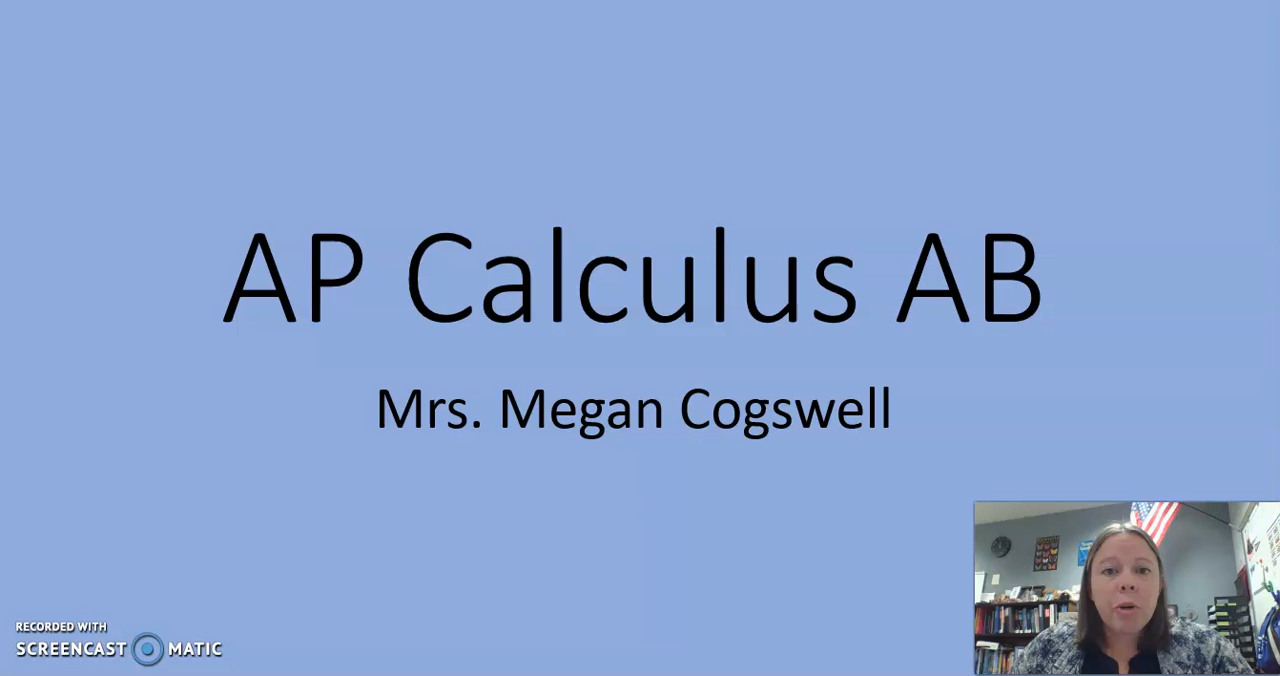 AP Calculus AB
Mrs. Megan Cogswell
RECORDED WITH
SCREENCAST MATIC